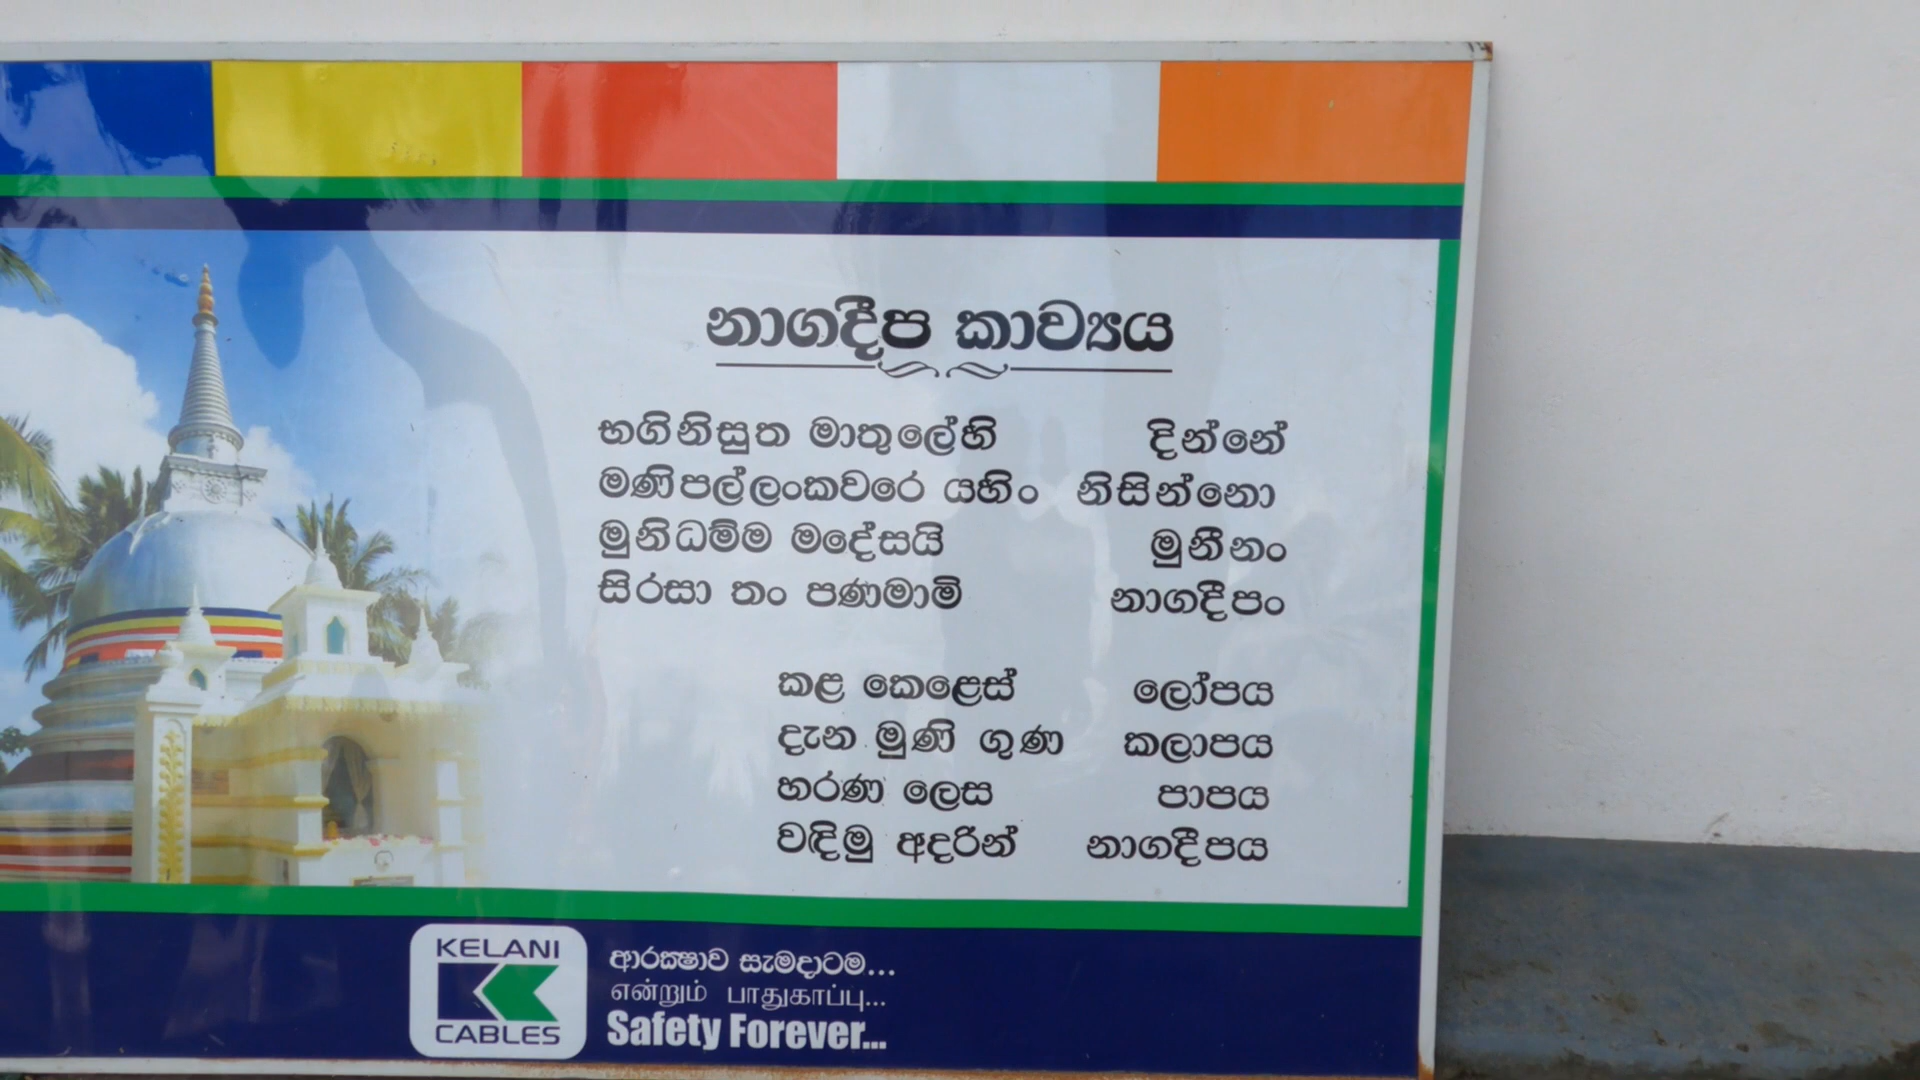 නාගදීප කාව්‍යය
භගිනිසුත මාතුලේහි දින්නේ
මණිපල්ලංකවරෙ යහිං නිසින්නො
මුනිධම්ම මදේසයි මුනීනං
සිරසා තං පණමාමි නාගදීපං
කළ කෙළෙස් ලෝපය
දැන මුණි ගුණ කලාපය
හරණ ලෙස පාපය
වඳිමු අදරින් නාගදීපය
KELANI
CABLES
ආරක්‍ෂාව සැමදාටම...
என்றும் பாதுகாப்பு...
Safety Forever...